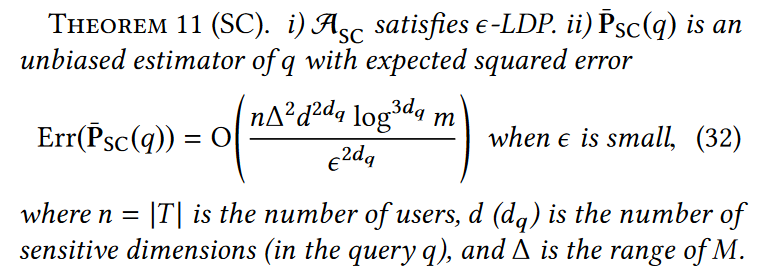 THEOREM 11 (SC). i) 𝒜_SC satisfies ϵ-LDP. ii) P̄_SC(q) is an
unbiased estimator of q with expected squared error
Err(P̄_SC(q)) = O(nΔ²d^{2d_q} log^{3d_q} m / ϵ^{2d_q}) when ϵ is small, (32)
where n = |T| is the number of users, d (d_q) is the number of
sensitive dimensions (in the query q), and Δ is the range of M.